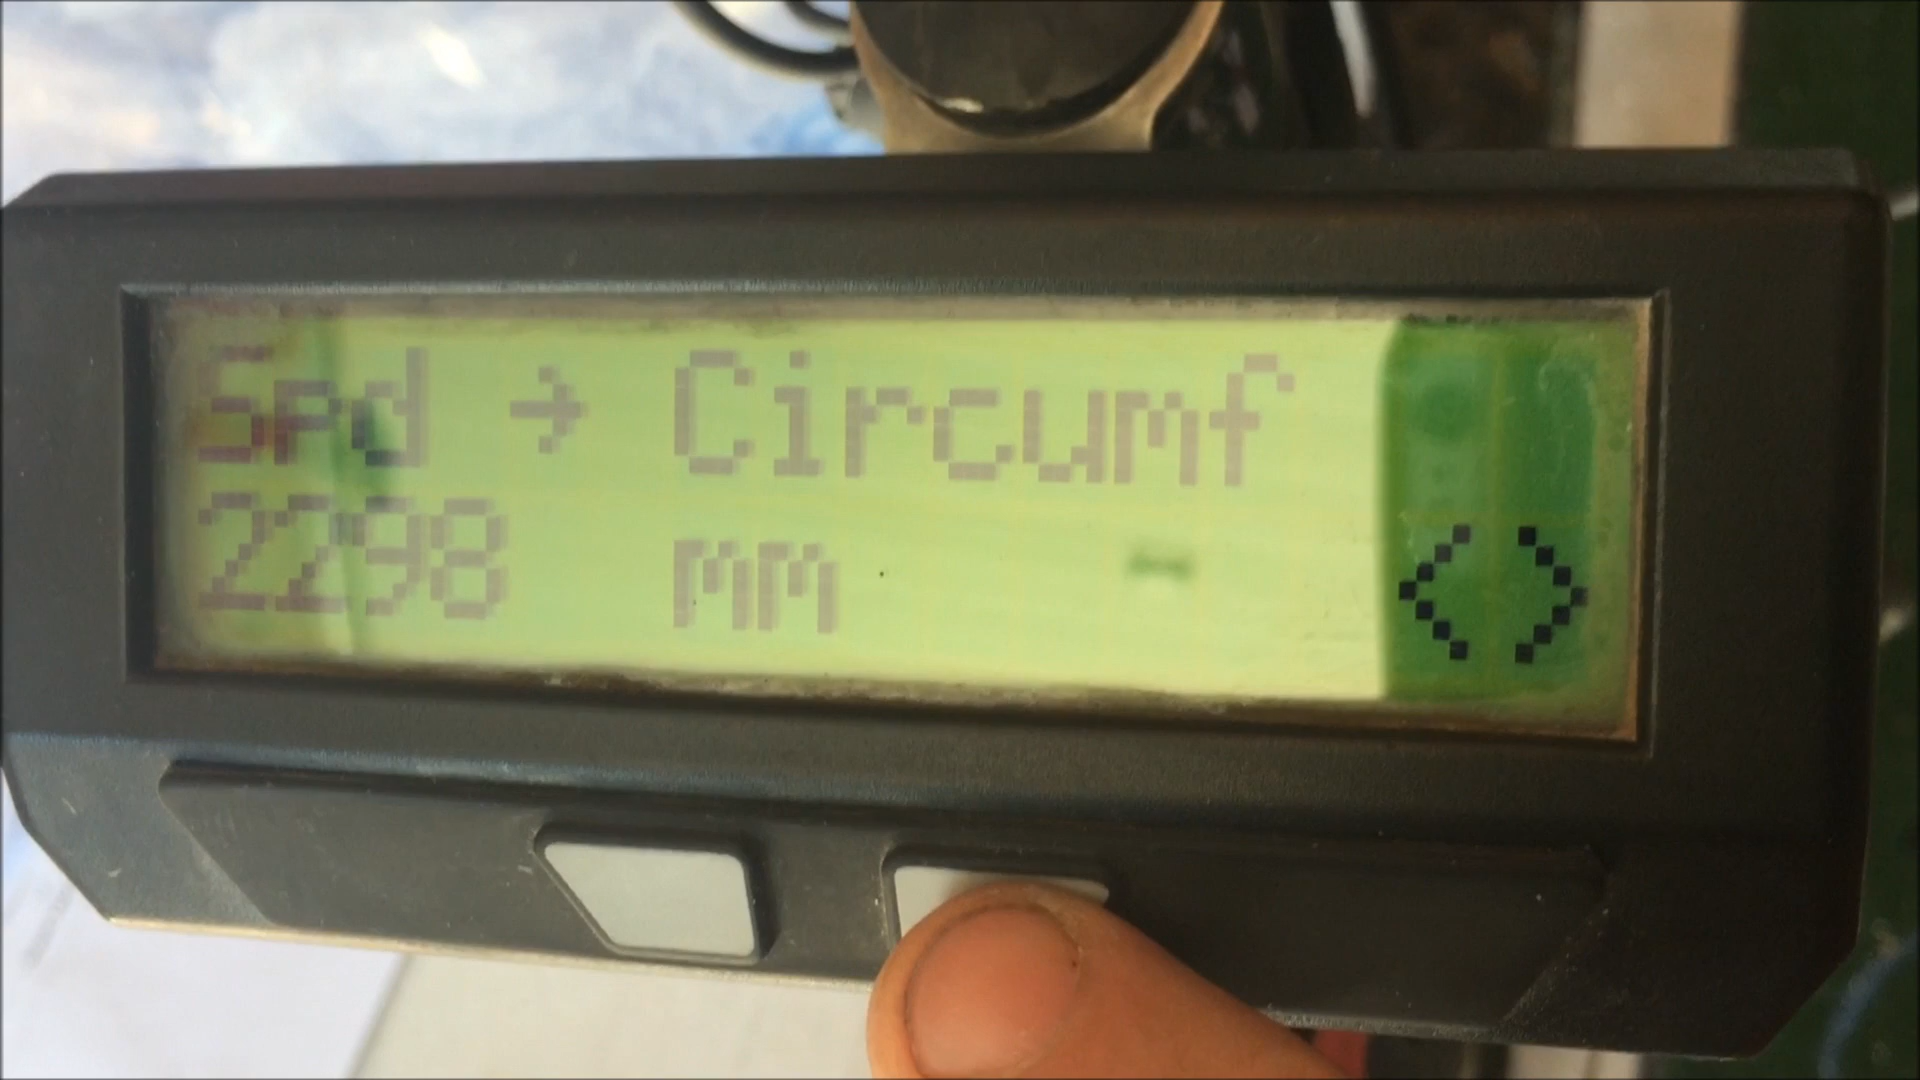 Spd → Circumf
2298 mm < >